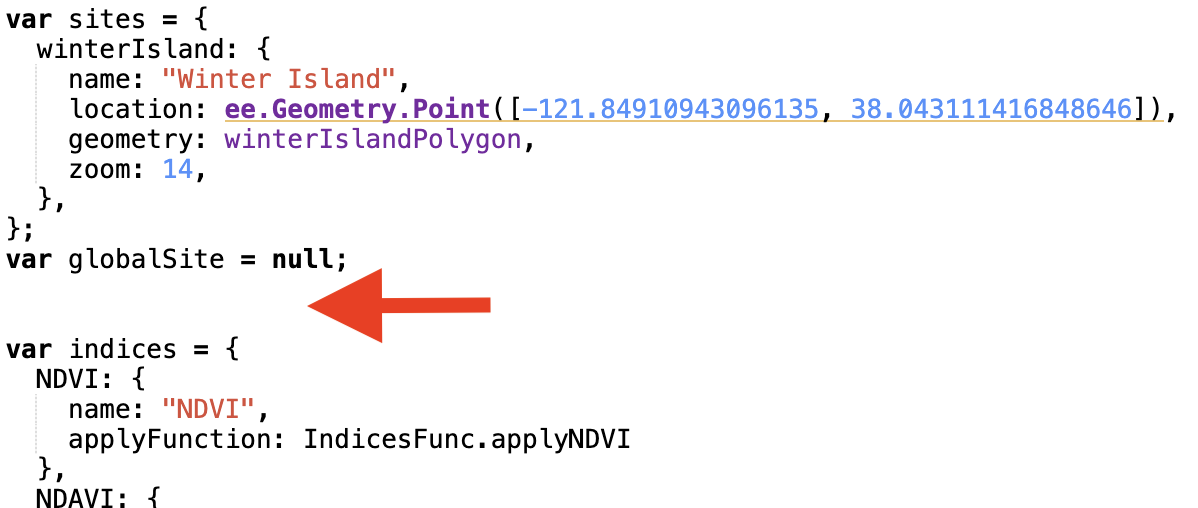 var sites = {
  winterIsland: {
    name: "Winter Island",
    location: ee.Geometry.Point([-121.84910943096135, 38.043111416848646]),
    geometry: winterIslandPolygon,
    zoom: 14,
  },
};
var globalSite = null;
var indices = {
  NDVI: {
    name: "NDVI",
    applyFunction: IndicesFunc.applyNDVI
  },
  NDAVI: {